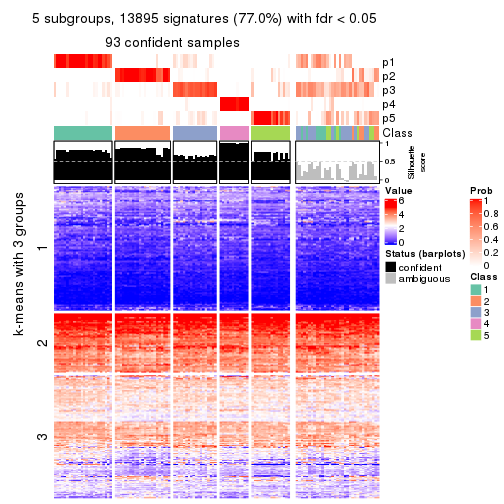 5 subgroups, 13895 signatures (77.0%) with fdr < 0.05
93 confident samples
p1
p2
p3
p4
p5
Class
1
0.5
0
Silhouette
score
k-means with 3 groups
1
2
3
Value
6
4
2
0
Status (barplots)
confident
ambiguous
Prob
1
0.8
0.6
0.4
0.2
0
Class
1
2
3
4
5